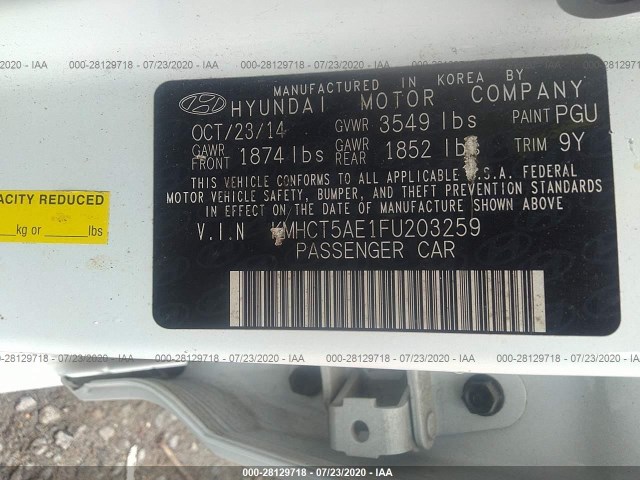 000-28129718 - 07/23/2020 - IAA
MANUFACTURED IN KOREA BY
HYUNDAI MOTOR COMPANY
OCT/23/14 GVWR 3549 lbs PAINT PGU
GAWR FRONT 1874 lbs GAWR REAR 1852 lbs TRIM 9Y
THIS VEHICLE CONFORMS TO ALL APPLICABLE U.S.A. FEDERAL
MOTOR VEHICLE SAFETY, BUMPER, AND THEFT PREVENTION STANDARDS
IN EFFECT ON THE DATE OF MANUFACTURE SHOWN ABOVE
V.I.N KMHCT5AE1FU203259
PASSENGER CAR
ACITY REDUCED
kg or lbs
000-28129718 - 07/23/2020 - IAA
000-28129718 - 07/23/2020 - IAA